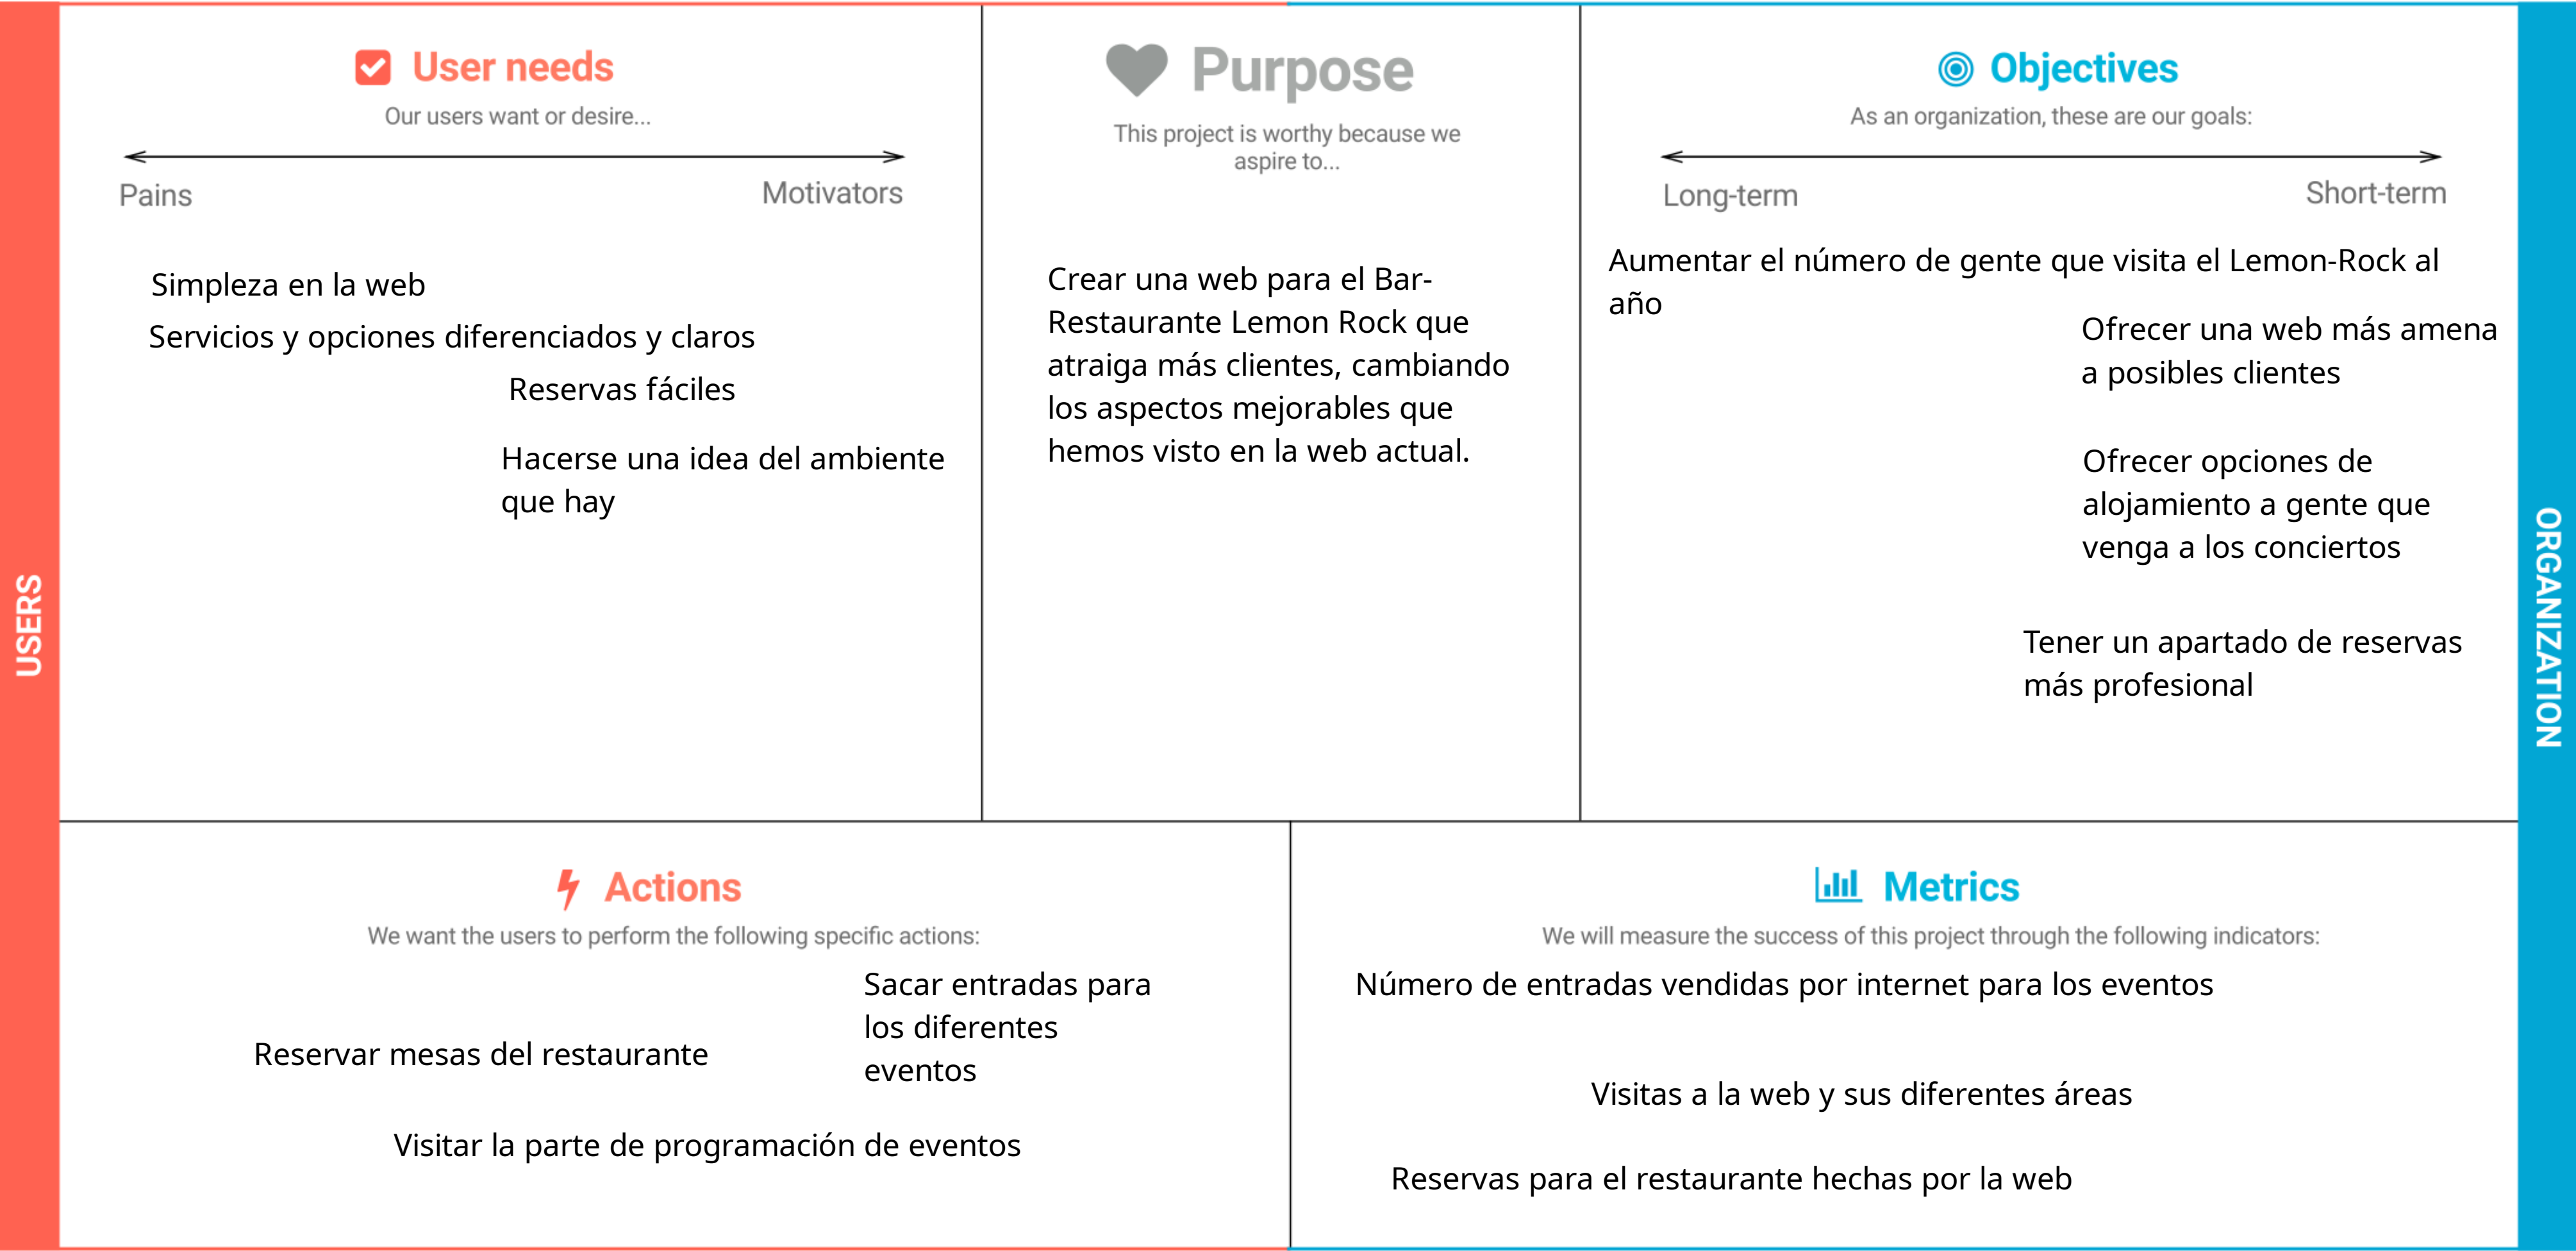 USERS
User needs
Our users want or desire...
Pains
Motivators
Simpleza en la web
Servicios y opciones diferenciados y claros
Reservas fáciles
Hacerse una idea del ambiente
que hay
Purpose
This project is worthy because we
aspire to...
Crear una web para el Bar-
Restaurante Lemon Rock que
atraiga más clientes, cambiando
los aspectos mejorables que
hemos visto en la web actual.
Objectives
As an organization, these are our goals:
Long-term
Short-term
Aumentar el número de gente que visita el Lemon-Rock al
año
Ofrecer una web más amena
a posibles clientes
Ofrecer opciones de
alojamiento a gente que
venga a los conciertos
Tener un apartado de reservas
más profesional
ORGANIZATION
Actions
We want the users to perform the following specific actions:
Sacar entradas para
los diferentes
eventos
Reservar mesas del restaurante
Visitar la parte de programación de eventos
Metrics
We will measure the success of this project through the following indicators:
Número de entradas vendidas por internet para los eventos
Visitas a la web y sus diferentes áreas
Reservas para el restaurante hechas por la web